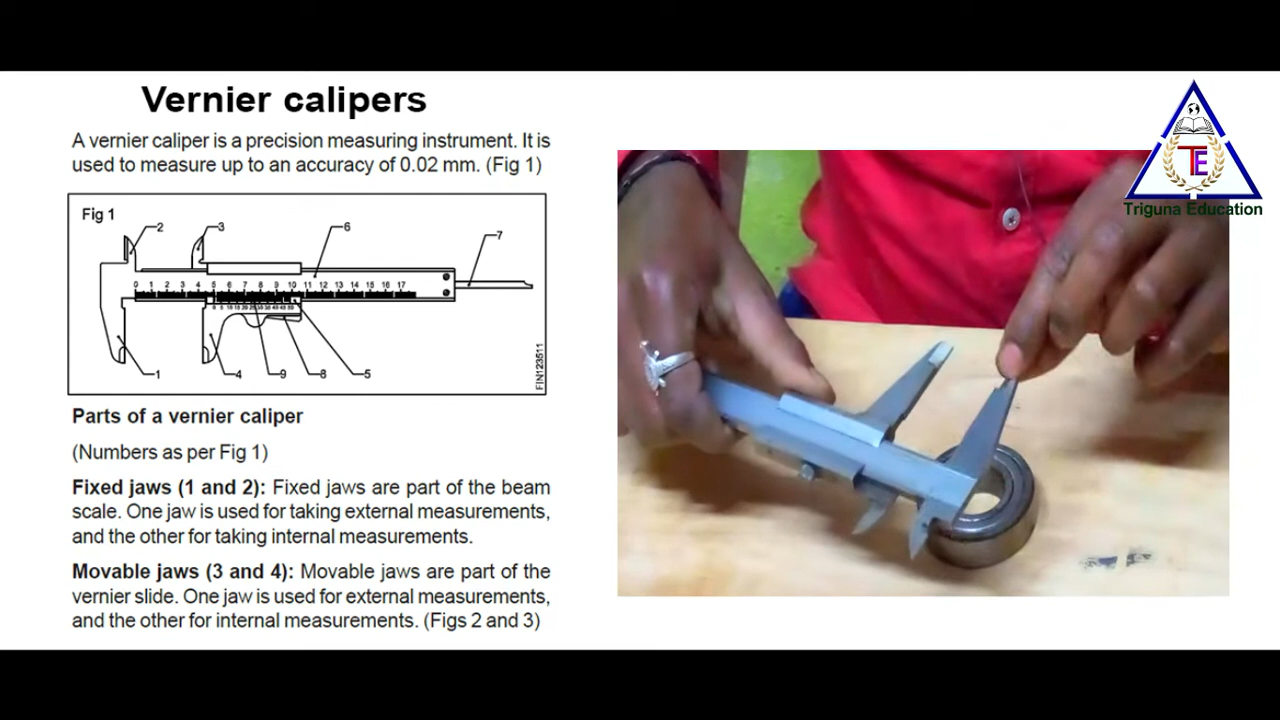 Vernier calipers
A vernier caliper is a precision measuring instrument. It is
used to measure up to an accuracy of 0.02 mm. (Fig 1)
Fig 1
2
3
6
7
0 1 2 3 4 5 6 7 8 9 10 11 12 13 14 15 16 17
1
4
9
8
5
FIN123511
Parts of a vernier caliper
(Numbers as per Fig 1)
Fixed jaws (1 and 2): Fixed jaws are part of the beam
scale. One jaw is used for taking external measurements,
and the other for taking internal measurements.
Movable jaws (3 and 4): Movable jaws are part of the
vernier slide. One jaw is used for external measurements,
and the other for internal measurements. (Figs 2 and 3)
TE
Triguna Education